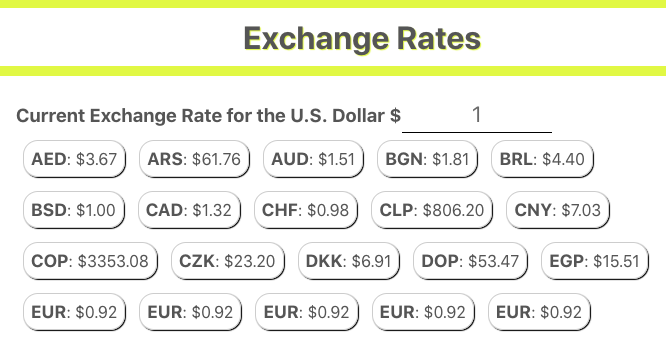 Exchange Rates
Current Exchange Rate for the U.S. Dollar $ 1
AED: $3.67 ARS: $61.76 AUD: $1.51 BGN: $1.81 BRL: $4.40
BSD: $1.00 CAD: $1.32 CHF: $0.98 CLP: $806.20 CNY: $7.03
COP: $3353.08 CZK: $23.20 DKK: $6.91 DOP: $53.47 EGP: $15.51
EUR: $0.92 EUR: $0.92 EUR: $0.92 EUR: $0.92 EUR: $0.92